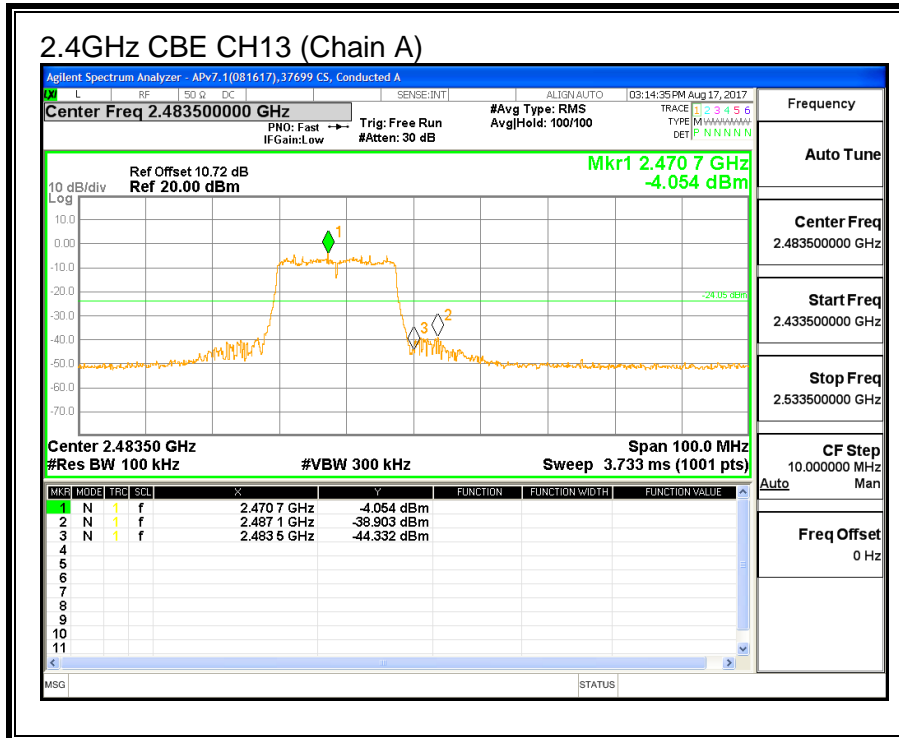 2.4GHz CBE CH13 (Chain A)
Agilent Spectrum Analyzer - APv7.1(081617),37699 CS, Conducted A
LXI L RF 50 Ω DC SENSE:INT ALIGN AUTO 03:14:35 PM Aug 17, 2017
Center Freq 2.483500000 GHz
PNO: Fast
IFGain:Low
Trig: Free Run
#Atten: 30 dB
#Avg Type: RMS
Avg|Hold: 100/100
TRACE 1 2 3 4 5 6
TYPE M
DET P N N N N N
Ref Offset 10.72 dB
10 dB/div Ref 20.00 dBm
Log
Mkr1 2.470 7 GHz
-4.054 dBm
10.0
0.00
-10.0
-20.0
-30.0
-40.0
-50.0
-60.0
-70.0
1
2
3
-24.05 dBm
Center 2.48350 GHz Span 100.0 MHz
#Res BW 100 kHz #VBW 300 kHz Sweep 3.733 ms (1001 pts)
MKR MODE TRC SCL X Y FUNCTION FUNCTION WIDTH FUNCTION VALUE
1 N 1 f 2.470 7 GHz -4.054 dBm
2 N 1 f 2.487 1 GHz -38.903 dBm
3 N 1 f 2.483 5 GHz -44.332 dBm
4
5
6
7
8
9
10
11
MSG STATUS
Frequency
Auto Tune
Center Freq
2.483500000 GHz
Start Freq
2.433500000 GHz
Stop Freq
2.533500000 GHz
CF Step
10.000000 MHz
Auto Man
Freq Offset
0 Hz